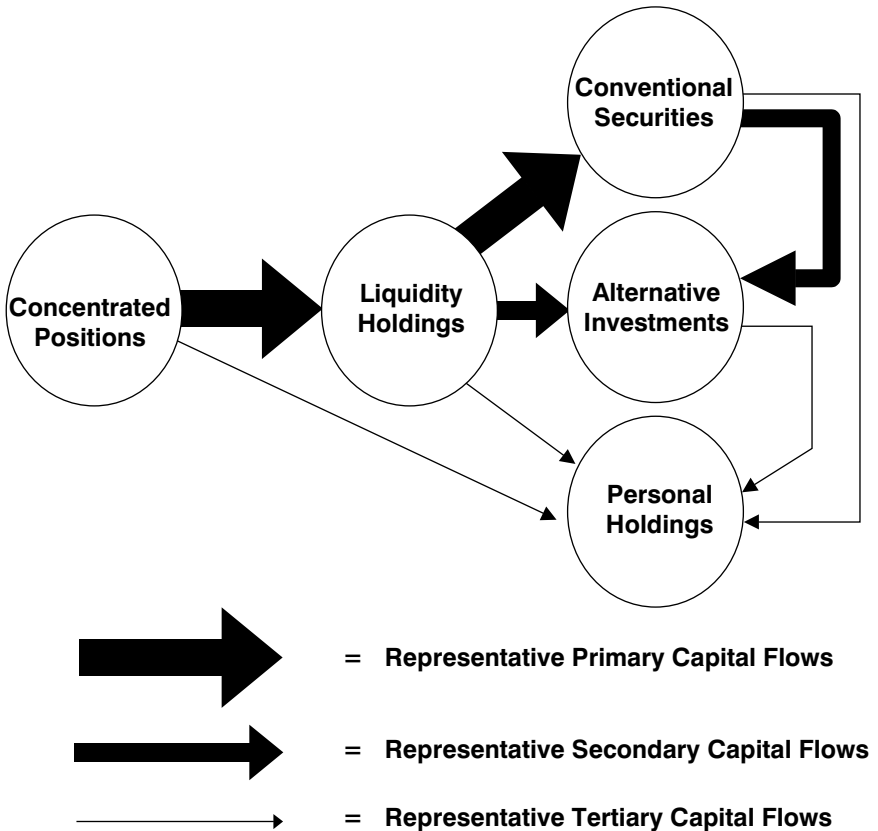 Conventional
Securities
Concentrated
Positions
Liquidity
Holdings
Alternative
Investments
Personal
Holdings
= Representative Primary Capital Flows
= Representative Secondary Capital Flows
= Representative Tertiary Capital Flows